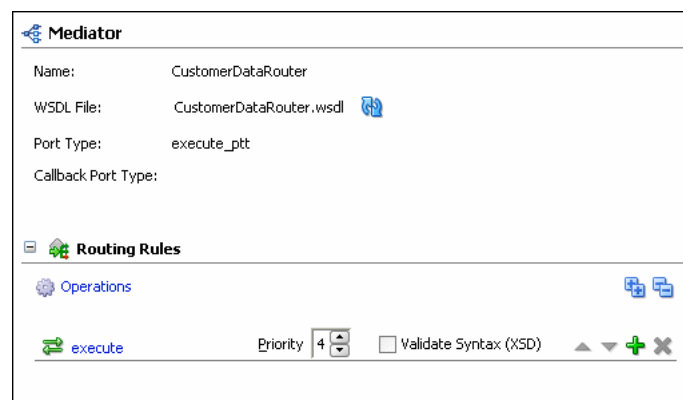 Mediator
Name: CustomerDataRouter
WSDL File: CustomerDataRouter.wsdl
Port Type: execute_ptt
Callback Port Type:
Routing Rules
Operations
execute Priority 4 Validate Syntax (XSD)